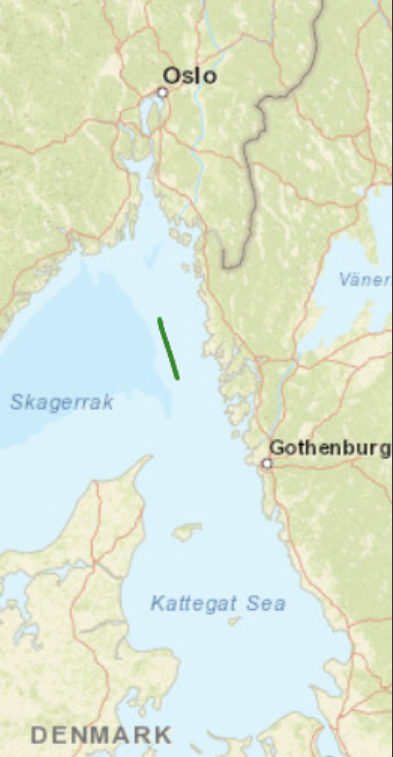 Oslo
Väner
Skagerrak
Gothenburg
Kattegat Sea
DENMARK